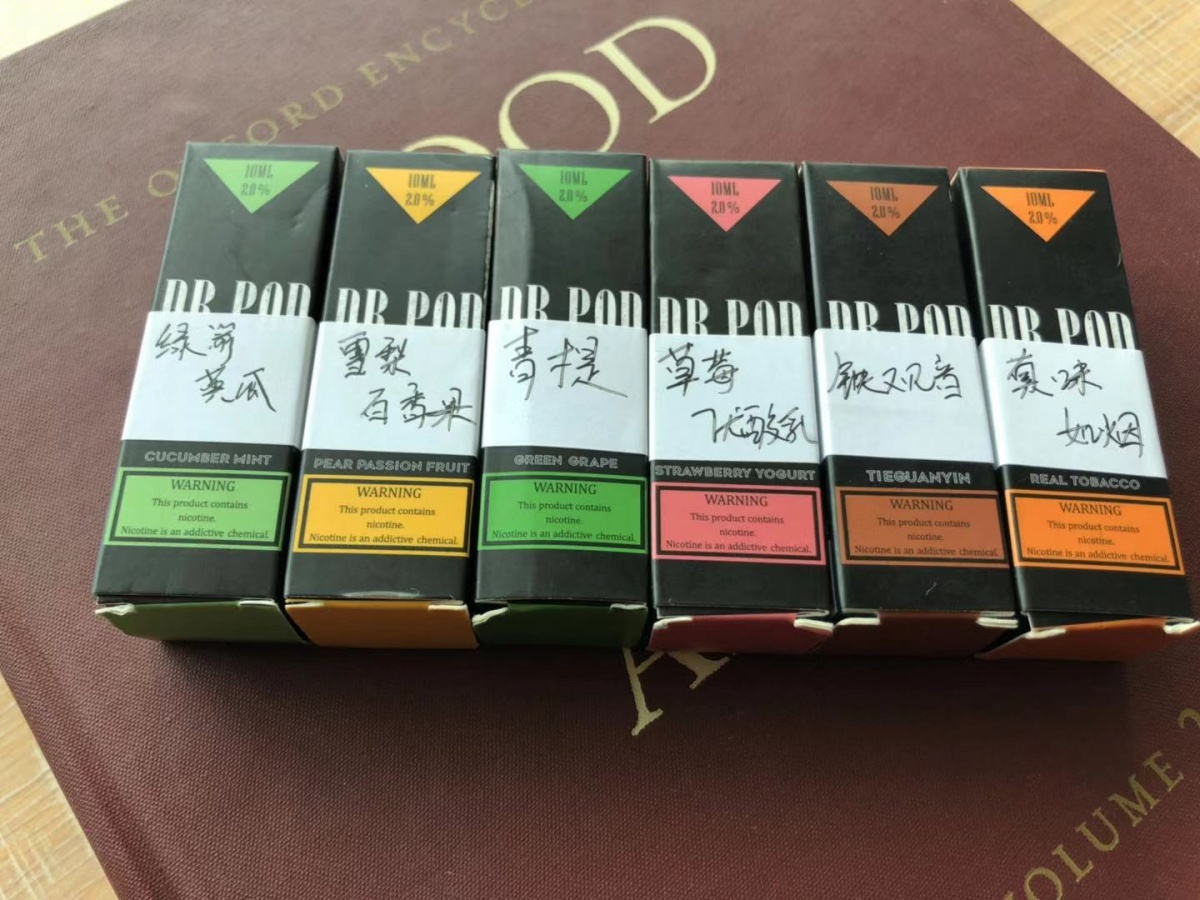 THE OXFORD ENCYC
OOD
10ML
2.0%
DR POD
绿洲
英瓜
CUCUMBER MINT
WARNING
This product contains
nicotine.
Nicotine is an addictive chemical.
10ML
2.0%
DR POD
雪梨
百香果
PEAR PASSION FRUIT
WARNING
This product contains
nicotine.
Nicotine is an addictive chemical.
10ML
2.0%
DR POD
青提
GREEN GRAPE
WARNING
This product contains
nicotine.
Nicotine is an addictive chemical.
10ML
2.0%
DR POD
草莓
优酸乳
STRAWBERRY YOGURT
WARNING
This product contains
nicotine.
Nicotine is an addictive chemical.
10ML
2.0%
DR POD
铁观音
TIEGUANYIN
WARNING
This product contains
nicotine.
Nicotine is an addictive chemical.
10ML
2.0%
DR POD
真味
如烟
REAL TOBACCO
WARNING
This product contains
nicotine.
Nicotine is an addictive chemical.
VOLUME 2